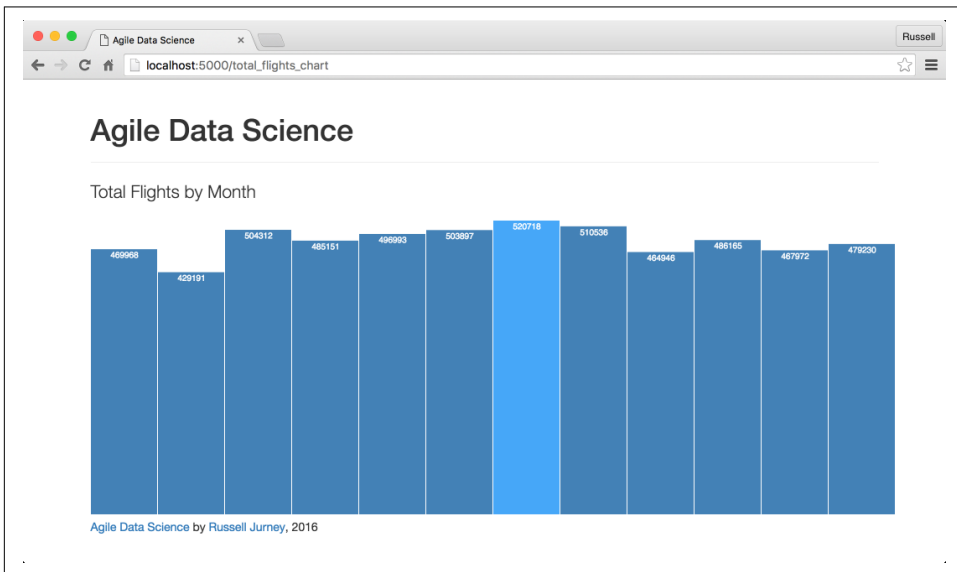 Agile Data Science
Russell
localhost:5000/total_flights_chart
Agile Data Science
Total Flights by Month
469968 429191 504312 485151 496993 503897 520718 510536 464946 486165 467972 479230
Agile Data Science by Russell Jurney, 2016